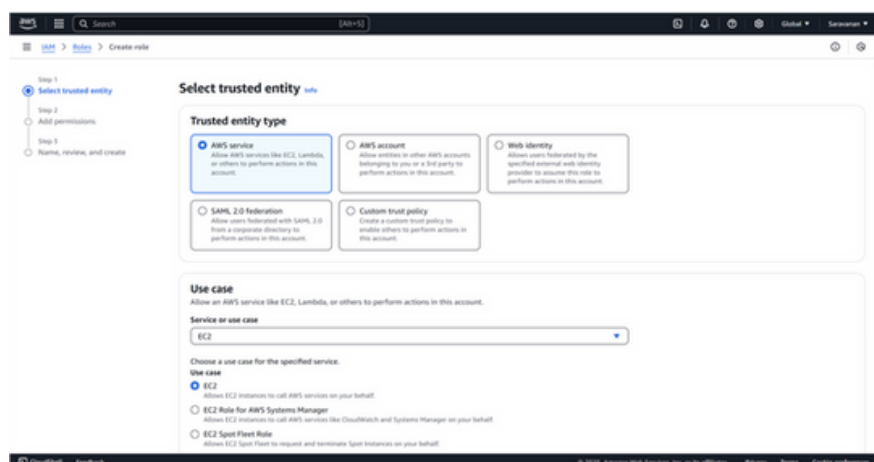 aws
Search
[Alt+S]
Global
Saravanan
IAM > Roles > Create role
Step 1
Select trusted entity
Step 2
Add permissions
Step 3
Name, review, and create
Select trusted entity Info
Trusted entity type
AWS service
Allow AWS services like EC2, Lambda,
or others to perform actions in this
account.
AWS account
Allow entities in other AWS accounts
belonging to you or a 3rd party to
perform actions in this account.
Web identity
Allows users federated by the
specified external web identity
provider to assume this role to
perform actions in this account.
SAML 2.0 federation
Allow users federated with SAML 2.0
from a corporate directory to
perform actions in this account.
Custom trust policy
Create a custom trust policy to
enable others to perform actions in
this account.
Use case
Allow an AWS service like EC2, Lambda, or others to perform actions in this account.
Service or use case
EC2
Choose a use case for the specified service.
Use case
EC2
Allows EC2 instances to call AWS services on your behalf.
EC2 Role for AWS Systems Manager
Allows EC2 instances to call AWS services like CloudWatch and Systems Manager on your behalf.
EC2 Spot Fleet Role
Allows EC2 Spot Fleet to request and terminate Spot Instances on your behalf.
CloudShell Feedback
Privacy Terms Cookie preferences